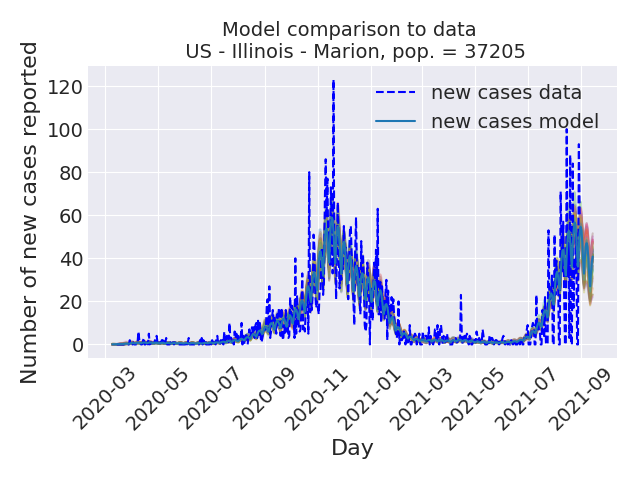 Model comparison to data
US - Illinois - Marion, pop. = 37205
Number of new cases reported
120
100
80
60
40
20
0
new cases data
new cases model
2020-03
2020-05
2020-07
2020-09
2020-11
2021-01
2021-03
2021-05
2021-07
2021-09
Day